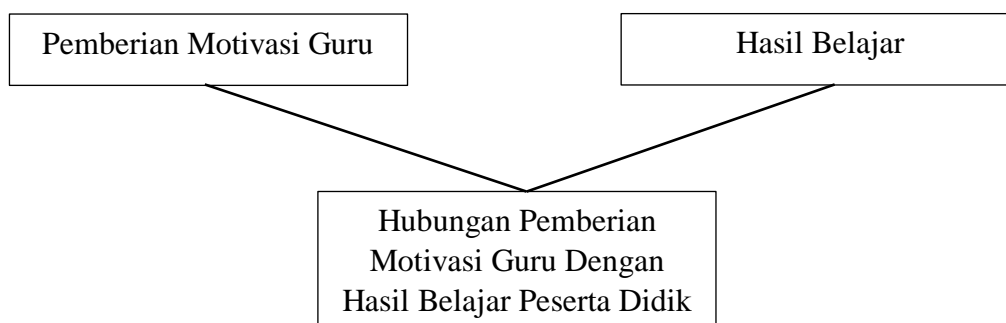 Pemberian Motivasi Guru
Hasil Belajar
Hubungan Pemberian
Motivasi Guru Dengan
Hasil Belajar Peserta Didik